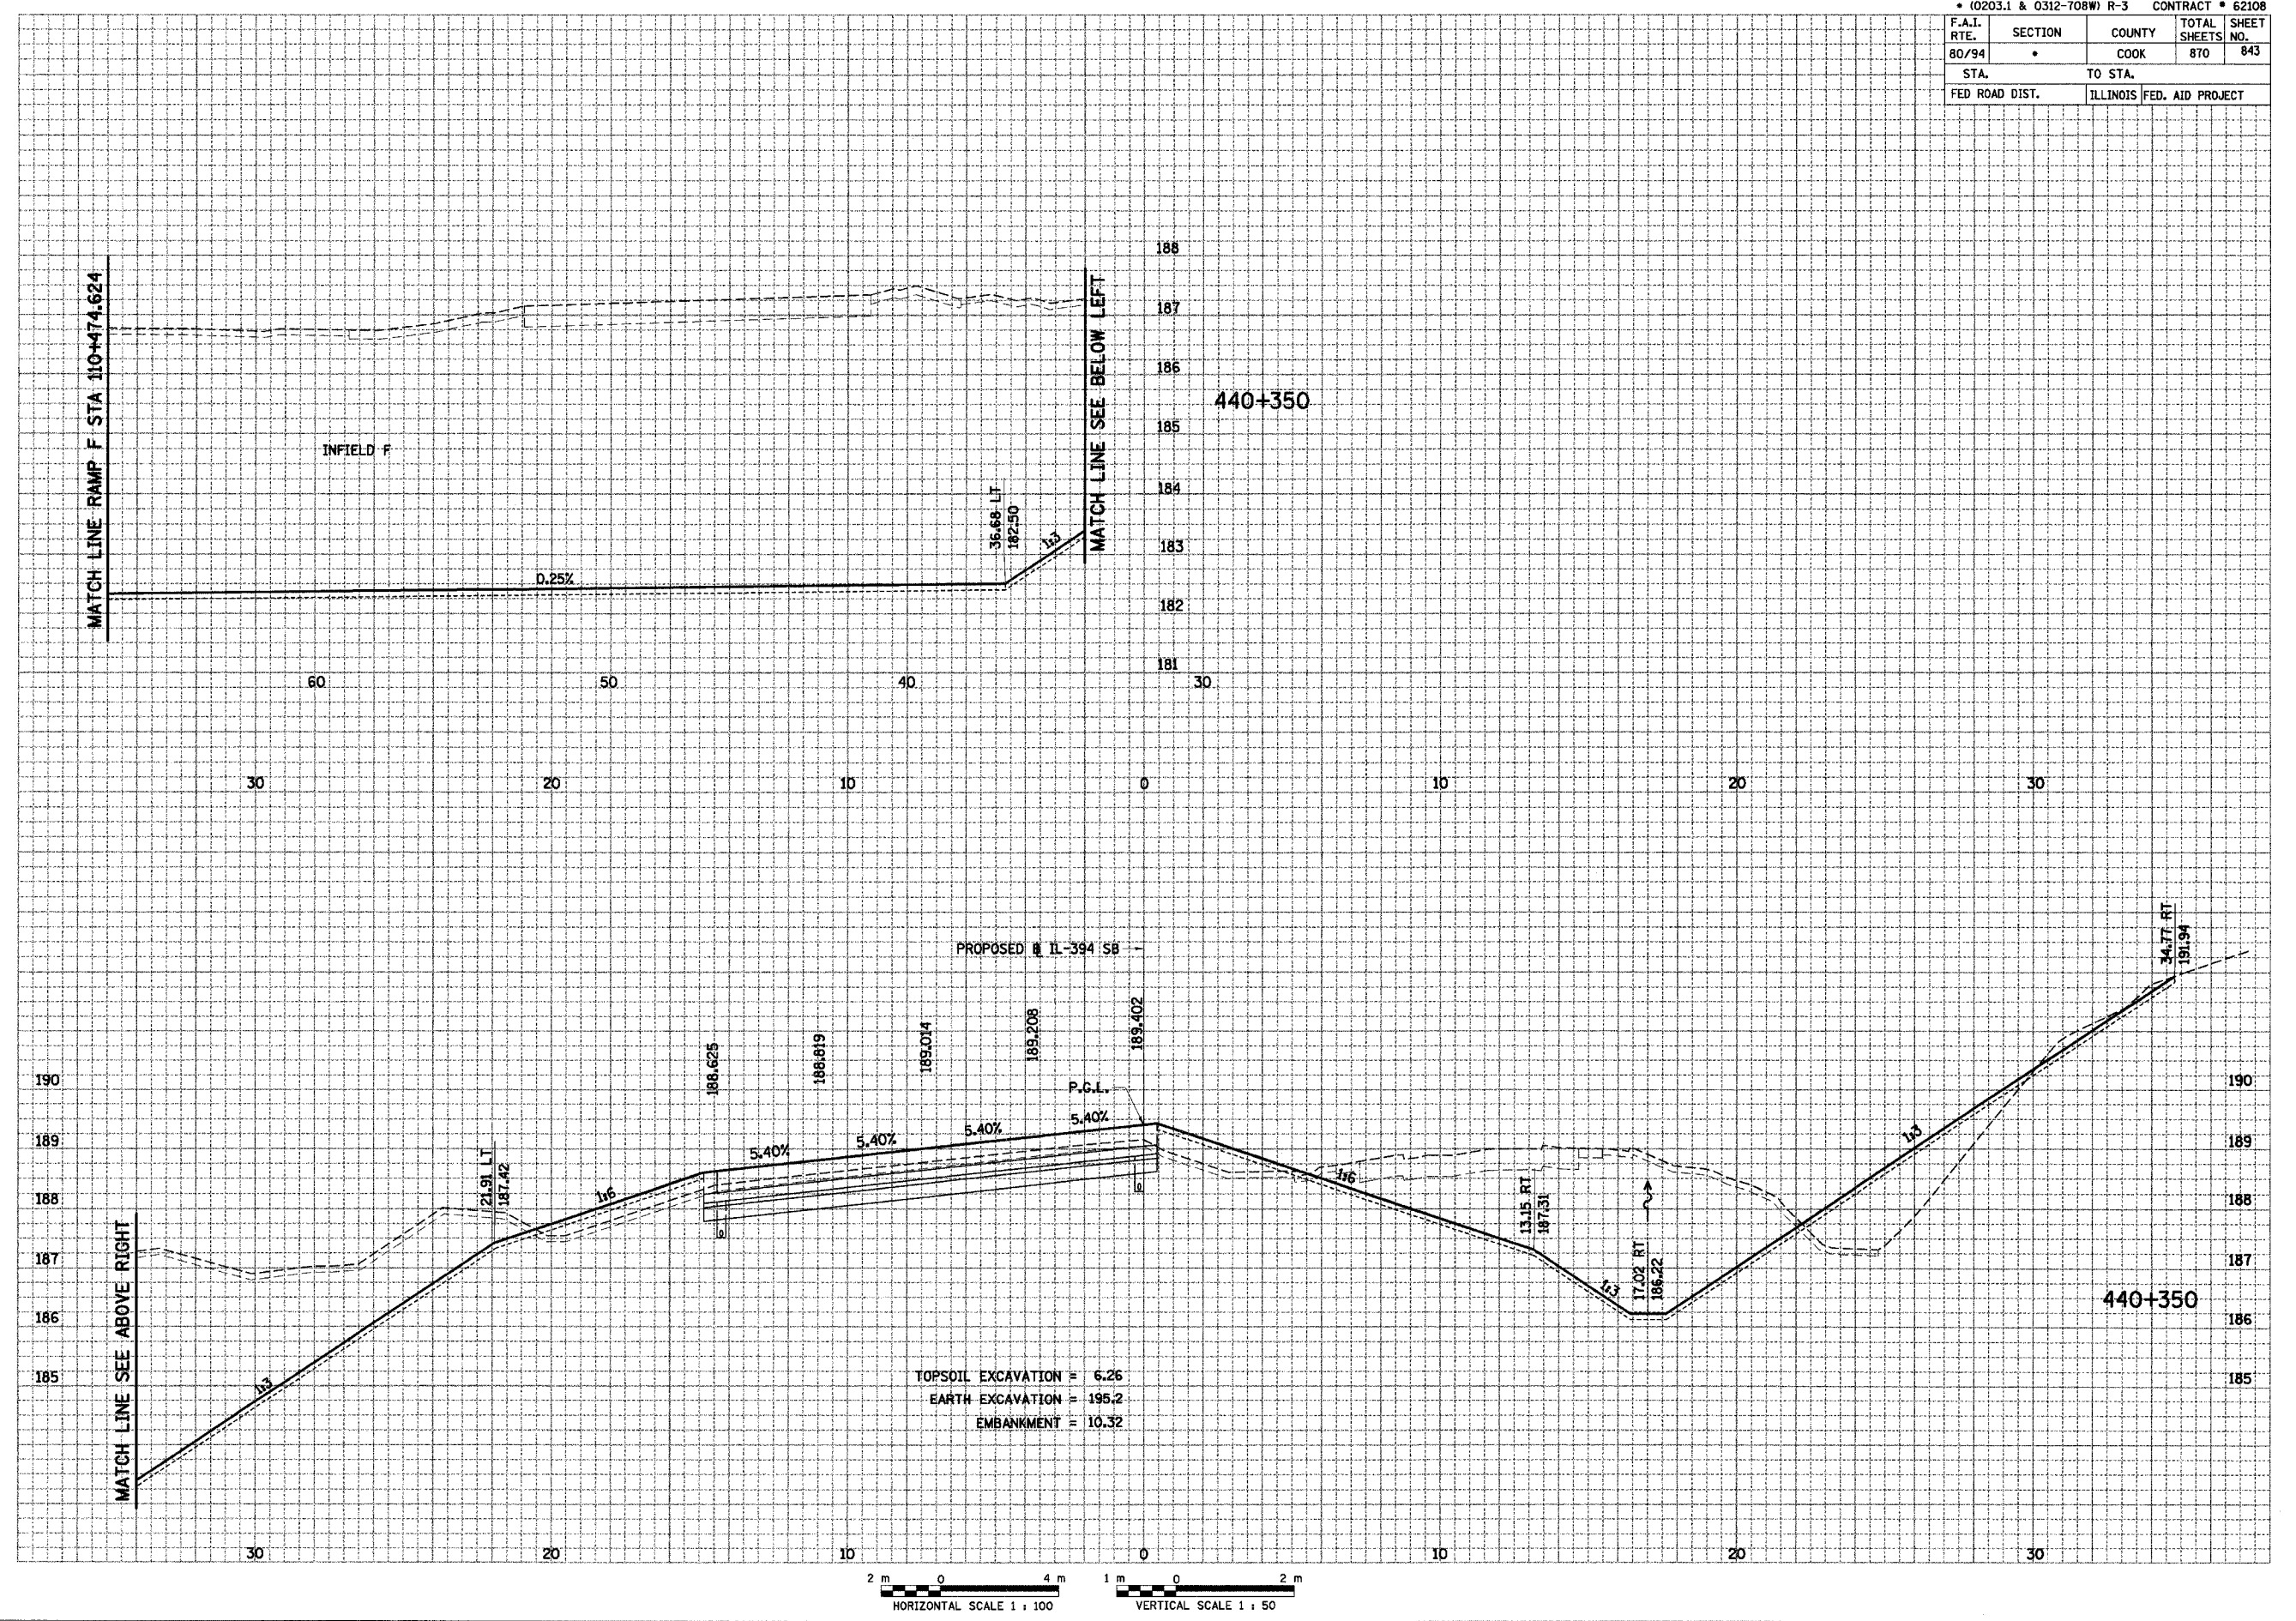 * (0203.1 & 0312-708W) R-3 CONTRACT # 62108
F.A.I. RTE. SECTION COUNTY TOTAL SHEETS SHEET NO.
80/94 * COOK 870 843
STA. TO STA.
FED ROAD DIST. ILLINOIS FED. AID PROJECT
MATCH LINE RAMP F STA 110+474.624
INFIELD F
0.25%
36.68 LT
182.50
1:3
MATCH LINE SEE BELOW LEFT
188
187
186
185
184
183
182
181
440+350
60 50 40 30
30 20 10 0 10 20 30
PROPOSED ℄ IL-394 SB
188.625
188.819
189.014
189.208
189.402
P.G.L.
5.40%
5.40%
5.40%
5.40%
34.77 RT
191.94
190
189
188
187
186
185
MATCH LINE SEE ABOVE RIGHT
21.91 LT
187.42
1:3
1:6
1:6
13.15 RT
187.31
1:3
17.02 RT
186.22
1:3
190
189
188
187
186
185
440+350
TOPSOIL EXCAVATION = 6.26
EARTH EXCAVATION = 195.2
EMBANKMENT = 10.32
30 20 10 0 10 20 30
2 m 0 4 m
HORIZONTAL SCALE 1 : 100
1 m 0 2 m
VERTICAL SCALE 1 : 50